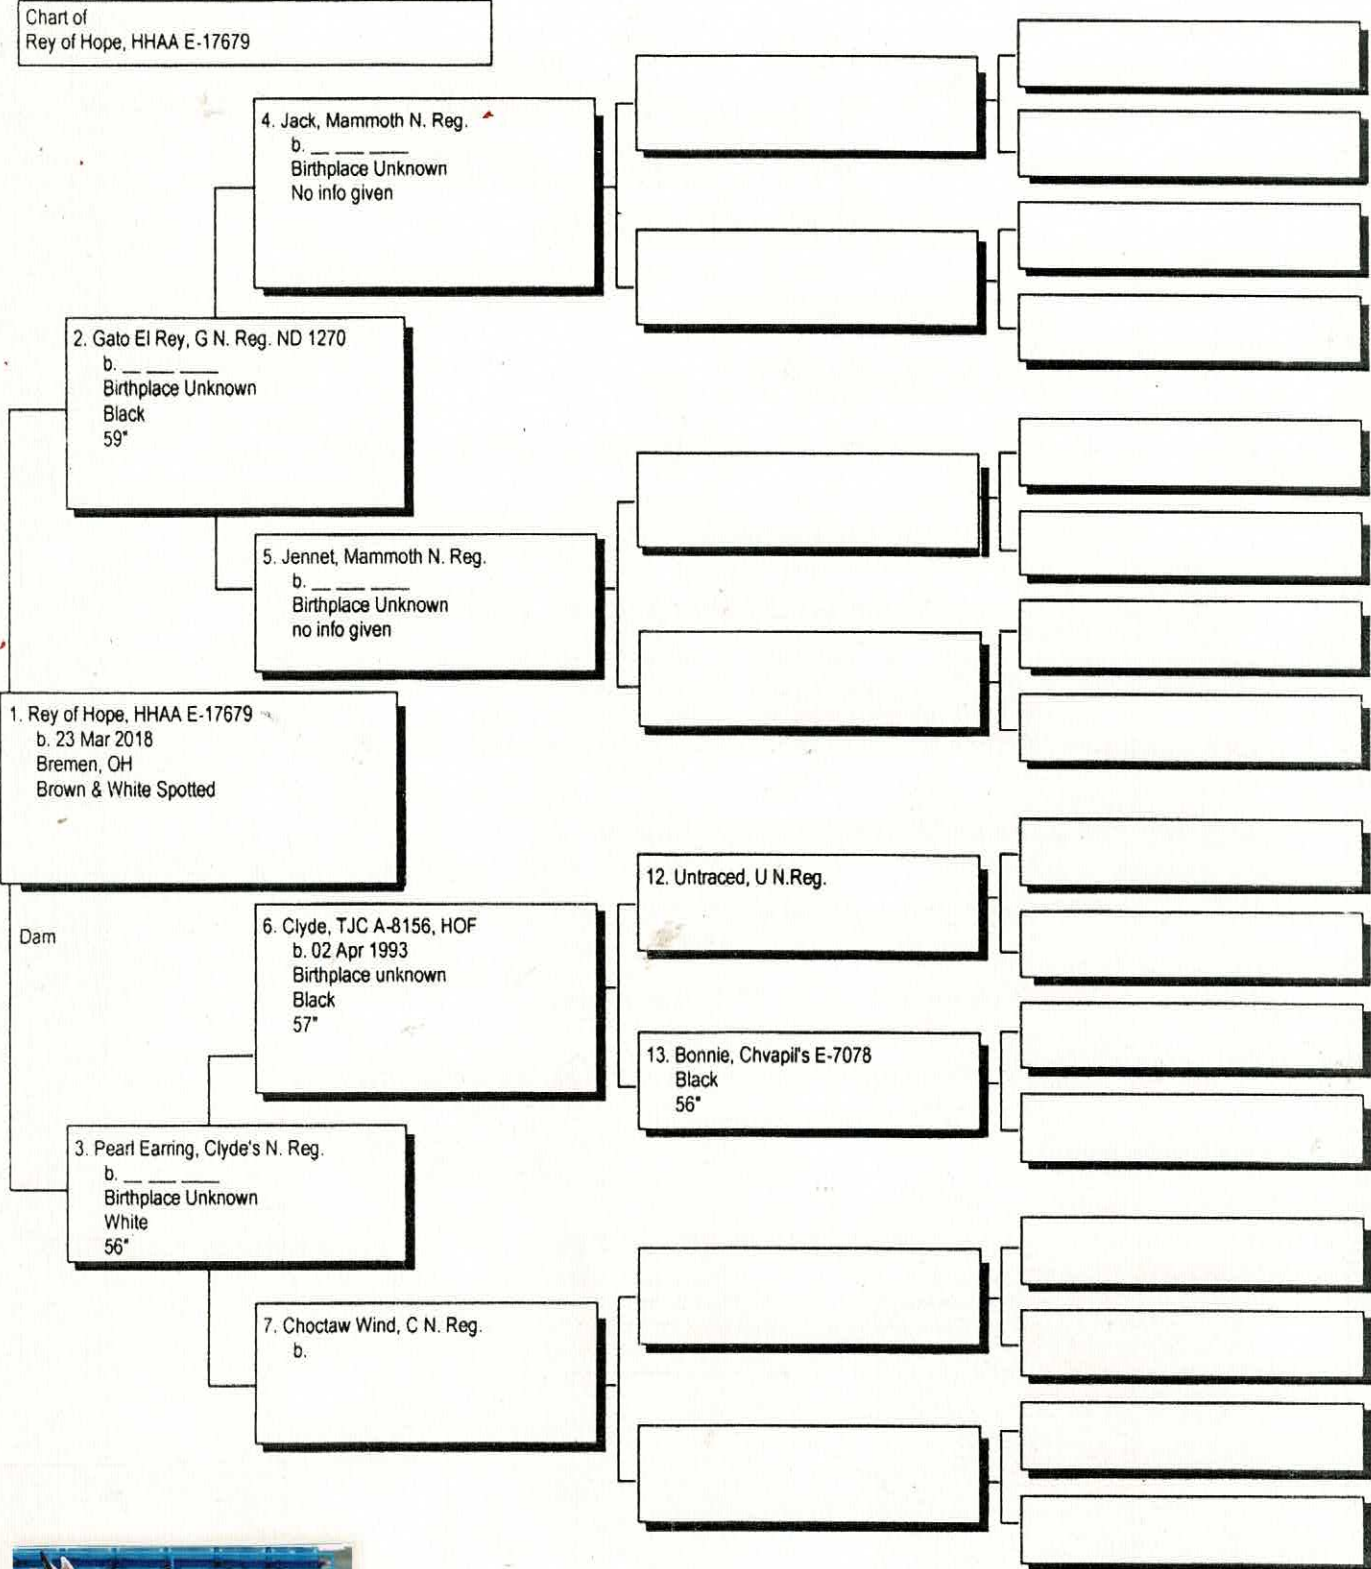 Chart of
Rey of Hope, HHAA E-17679
4. Jack, Mammoth N. Reg.
b. __ ___ ____
Birthplace Unknown
No info given
2. Gato El Rey, G N. Reg. ND 1270
b. __ ___ ____
Birthplace Unknown
Black
59"
5. Jennet, Mammoth N. Reg.
b. __ ___ ____
Birthplace Unknown
no info given
1. Rey of Hope, HHAA E-17679
b. 23 Mar 2018
Bremen, OH
Brown & White Spotted
Dam
12. Untraced, U N.Reg.
6. Clyde, TJC A-8156, HOF
b. 02 Apr 1993
Birthplace unknown
Black
57"
13. Bonnie, Chvapil's E-7078
Black
56"
3. Pearl Earring, Clyde's N. Reg.
b. __ ___ ____
Birthplace Unknown
White
56"
7. Choctaw Wind, C N. Reg.
b.